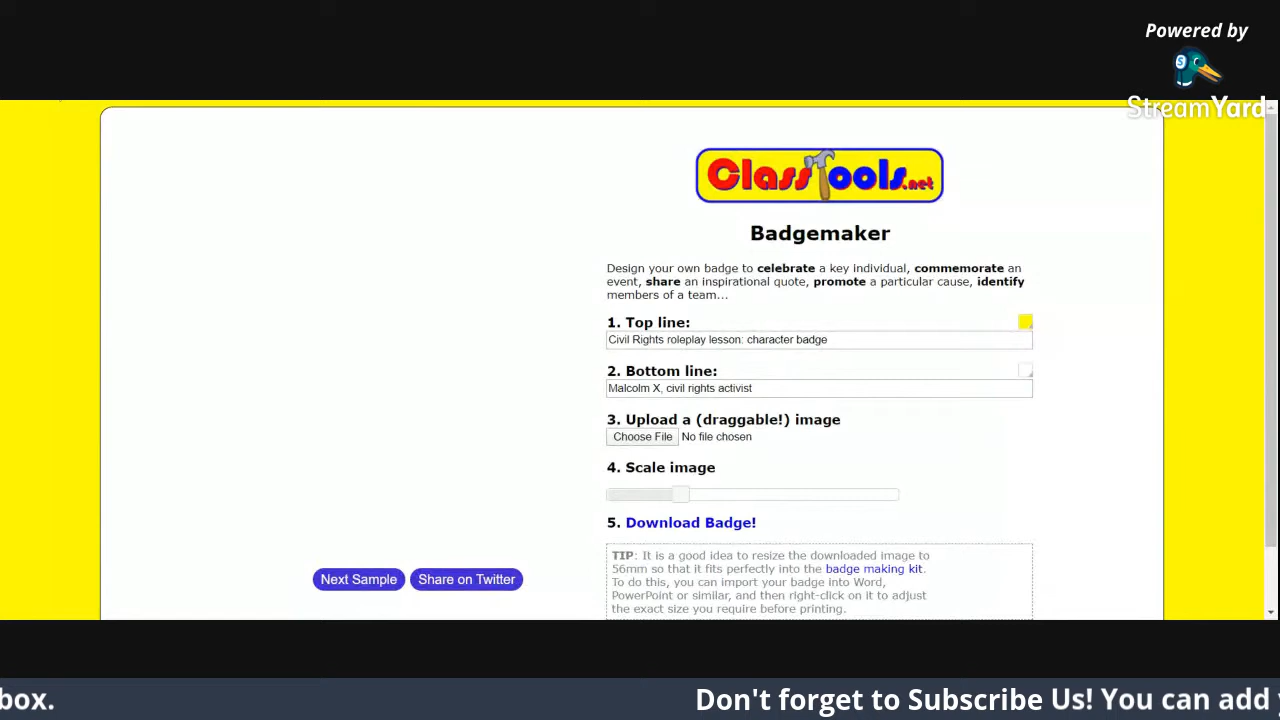 Powered by
StreamYard
ClassTools.net
Badgemaker
Design your own badge to celebrate a key individual, commemorate an
event, share an inspirational quote, promote a particular cause, identify
members of a team...
1. Top line:
Civil Rights roleplay lesson: character badge
2. Bottom line:
Malcolm X, civil rights activist
3. Upload a (draggable!) image
Choose File No file chosen
4. Scale image
5. Download Badge!
TIP: It is a good idea to resize the downloaded image to
56mm so that it fits perfectly into the badge making kit.
To do this, you can import your badge into Word,
PowerPoint or similar, and then right-click on it to adjust
the exact size you require before printing.
Next Sample Share on Twitter
box. Don't forget to Subscribe Us! You can add